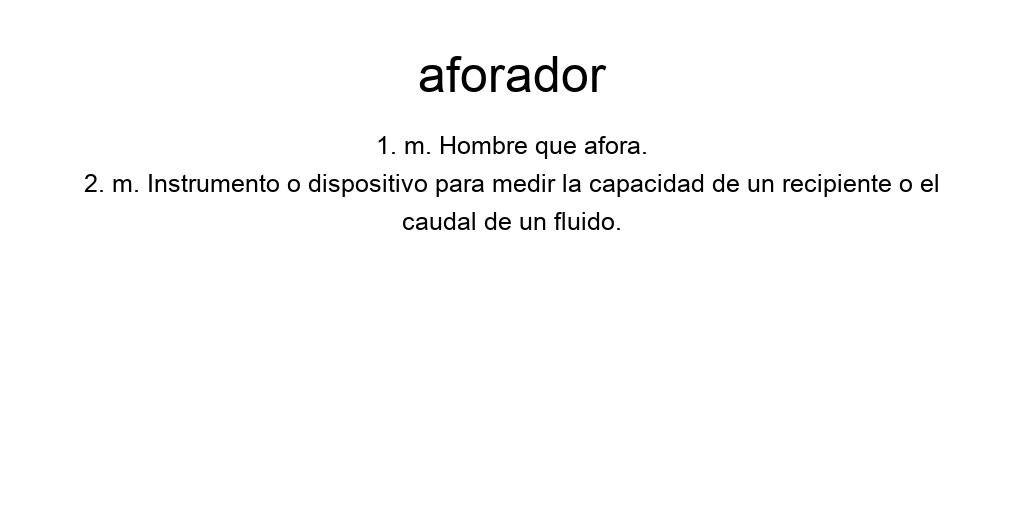 aforador
1. m. Hombre que afora.
2. m. Instrumento o dispositivo para medir la capacidad de un recipiente o el
caudal de un fluido.